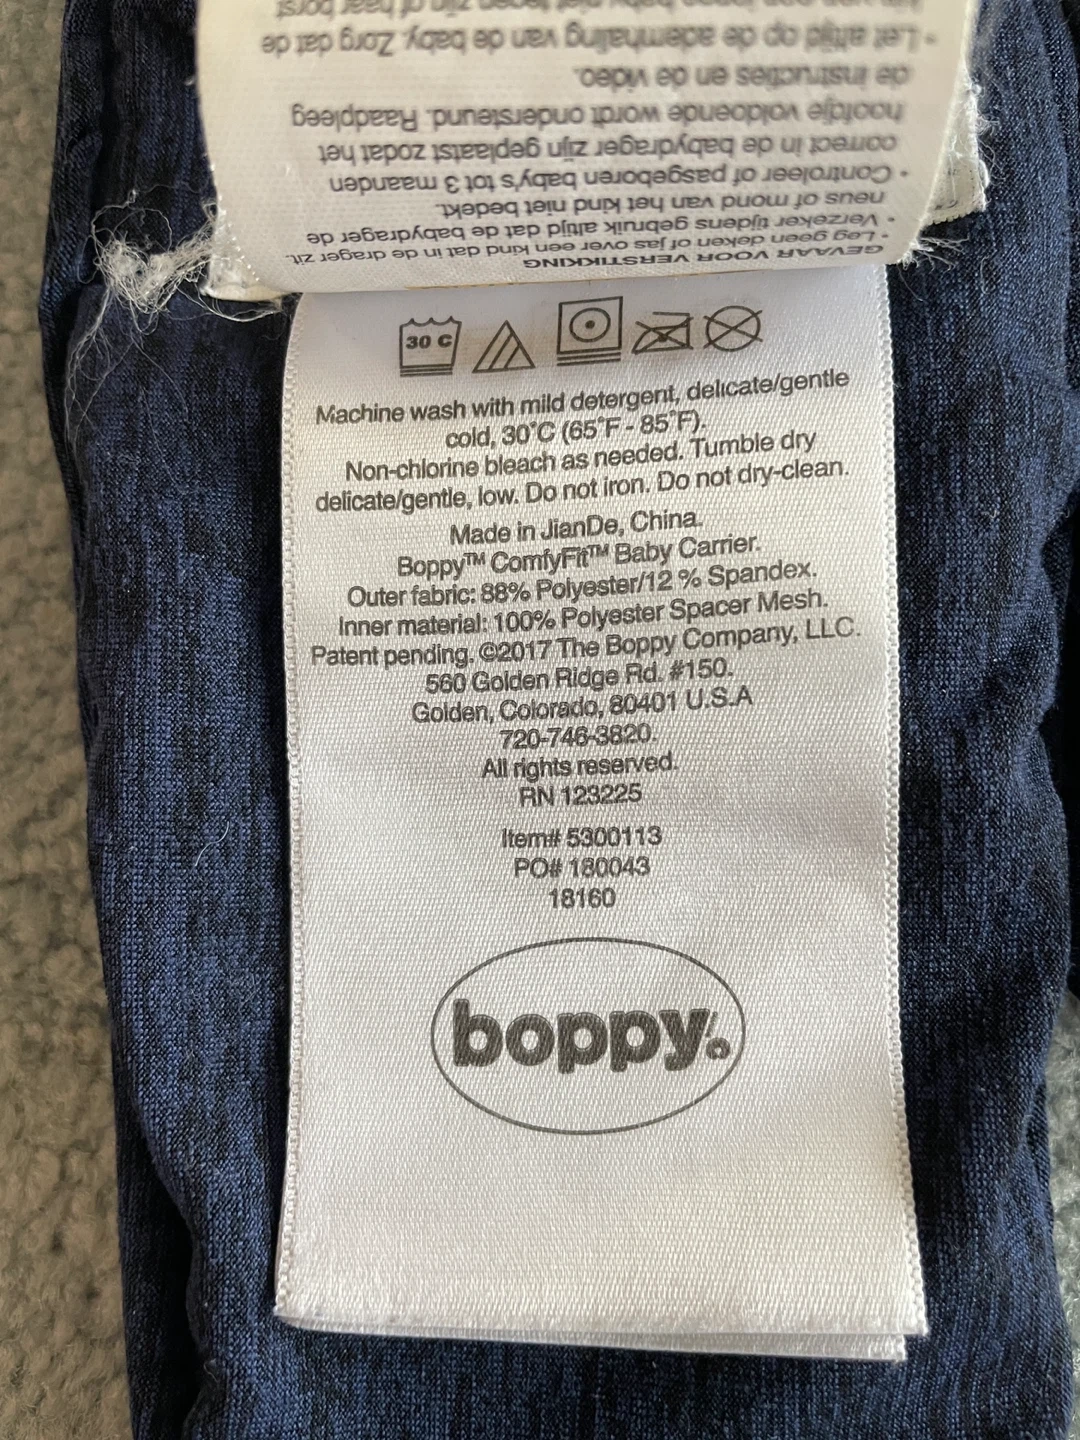 GEVAAR VOOR VERSTIKKING
• Leg geen deken of jas over een kind dat in de drager zit.
• Verzeker tijdens gebruik altijd dat de babydrager de
neus of mond van het kind niet bedekt.
• Controleer of pasgeboren baby's tot 3 maanden
correct in de babydrager zijn geplaatst zodat het
hoofdje voldoende wordt ondersteund. Raadpleeg
de instructies en de video.
• Let altijd op de ademhaling van de baby. Zorg dat de
baby niet tegen zijn of haar borst
30 C
Machine wash with mild detergent, delicate/gentle
cold, 30°C (65°F - 85°F).
Non-chlorine bleach as needed. Tumble dry
delicate/gentle, low. Do not iron. Do not dry-clean.
Made in JianDe, China.
Boppy™ ComfyFit™ Baby Carrier.
Outer fabric: 88% Polyester/12 % Spandex.
Inner material: 100% Polyester Spacer Mesh.
Patent pending. ©2017 The Boppy Company, LLC.
560 Golden Ridge Rd. #150.
Golden, Colorado, 80401 U.S.A
720-746-3820.
All rights reserved.
RN 123225
Item# 5300113
PO# 180043
18160
boppy